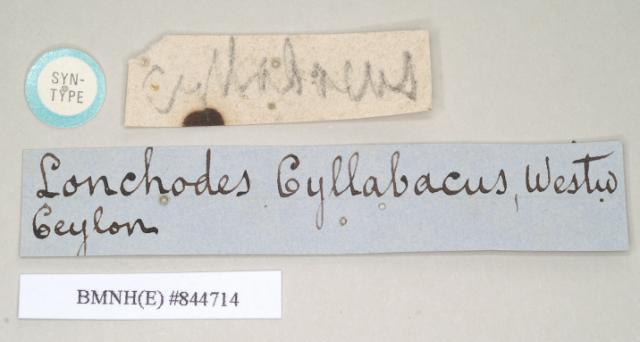 SYN-
TYPE
cyllabacus
Lonchodes Cyllabacus, Westw
Ceylon
BMNH(E) #844714